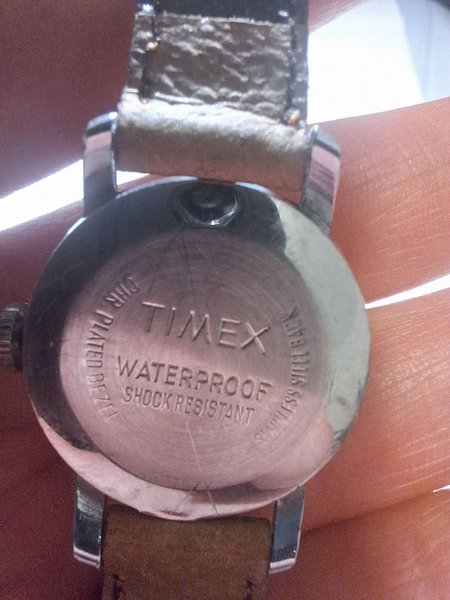 TIMEX
WATERPROOF
SHOCK RESISTANT
CHR. PLATED BEZEL
STAINLESS STEEL BACK